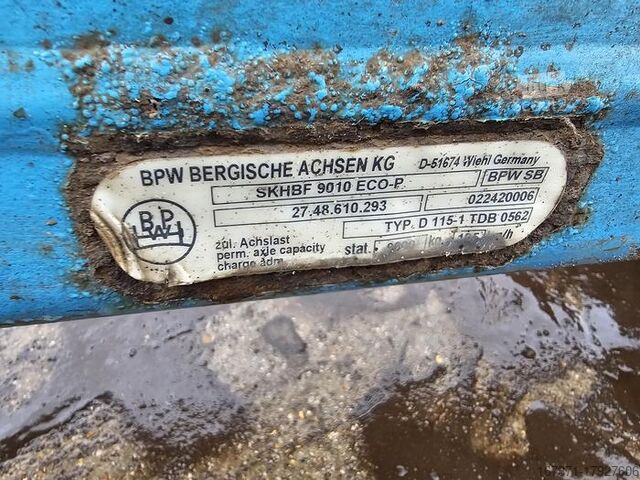 BPW BERGISCHE ACHSEN KG D-51674 Wiehl Germany
SKHBF 9010 ECO-P BPW SB
27.48.610.293 022420006
TYP. D 115-1 TDB 0562
BPW
zul. Achslast
perm. axle capacity stat.
charge adm.